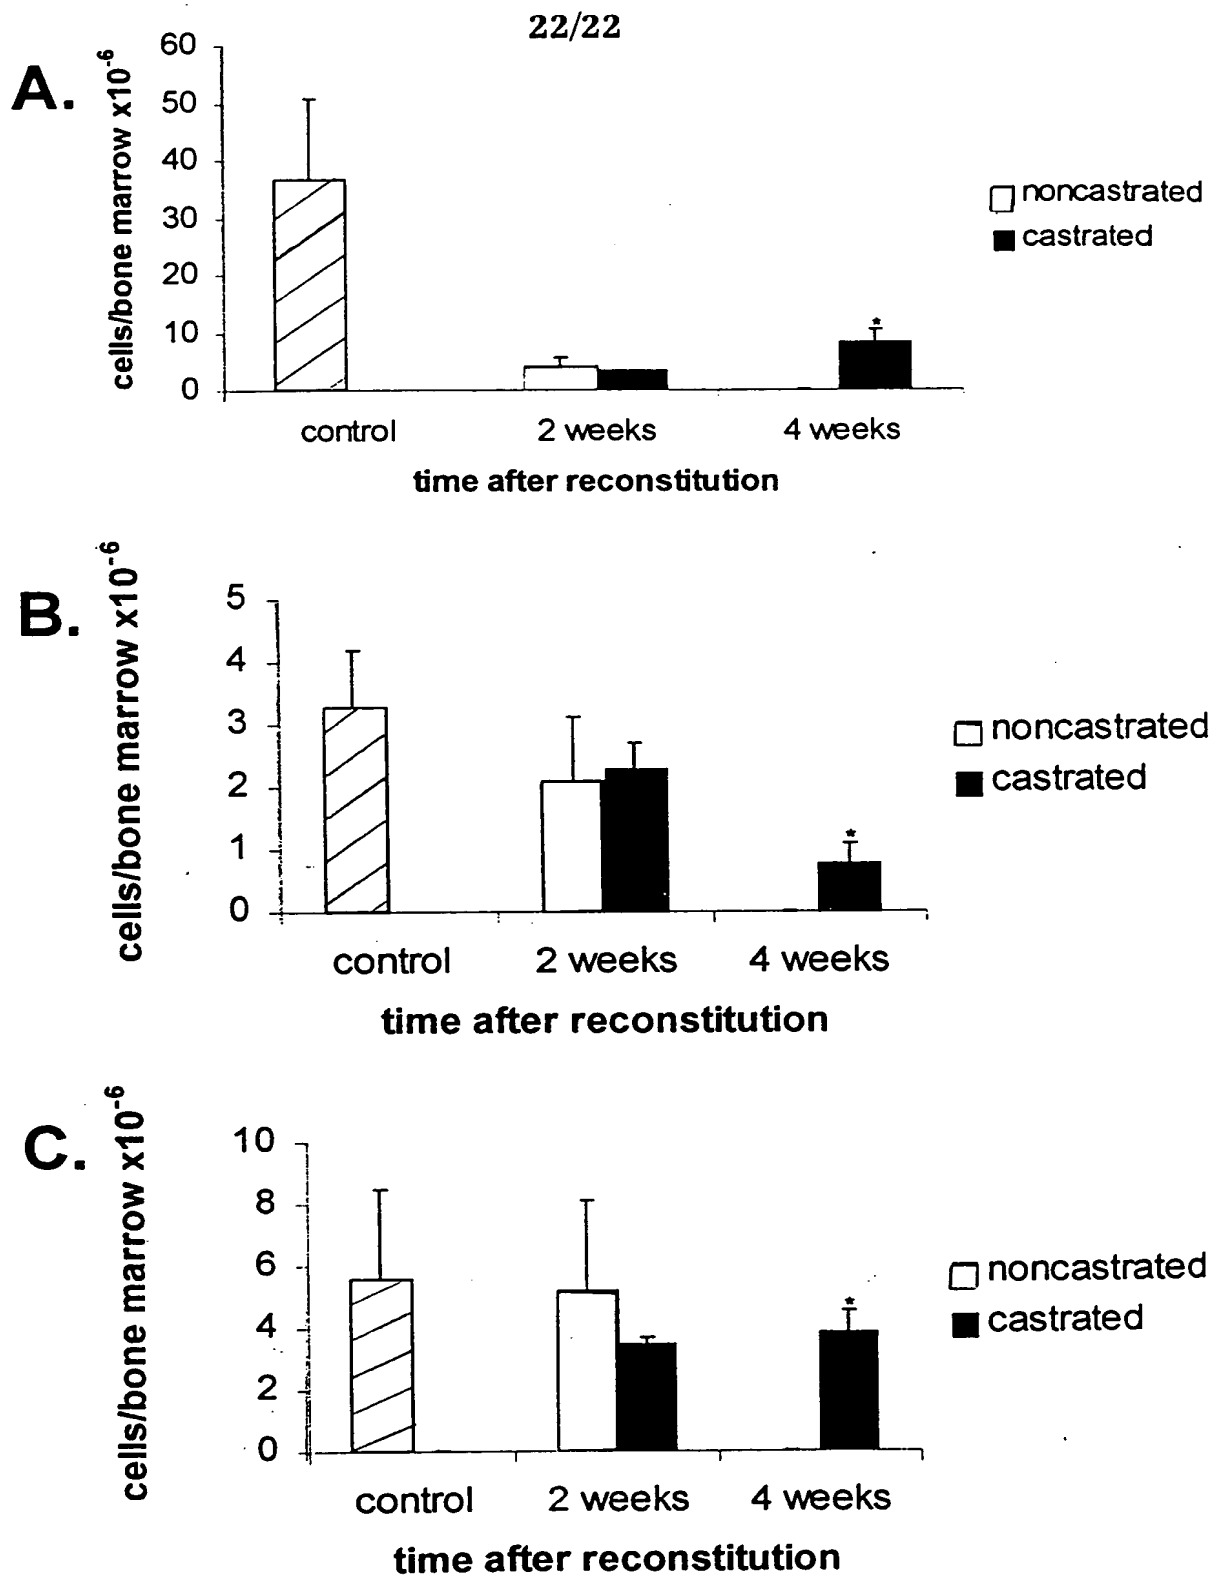 22/22
A.
cells/bone marrow x10⁻⁶
60
50
40
30
20
10
0
control
2 weeks
4 weeks
*
time after reconstitution
noncastrated
castrated
B.
cells/bone marrow x10⁻⁶
5
4
3
2
1
0
control
2 weeks
4 weeks
*
time after reconstitution
noncastrated
castrated
C.
cells/bone marrow x10⁻⁶
10
8
6
4
2
0
control
2 weeks
4 weeks
*
time after reconstitution
noncastrated
castrated